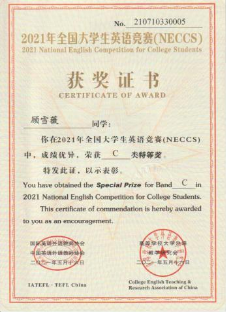 No. 210710330005
2021年全国大学生英语竞赛(NECCS)
2021 National English Competition for College Students
获奖证书
CERTIFICATE OF AWARD
顾雪薇 同学:
你在2021年全国大学生英语竞赛(NECCS)
中,成绩优异,荣获 C 类特等奖
特发此证,以示表彰。
You have obtained the Special Prize for Band C in
2021 National English Competition for College Students.
This certificate of commendation is hereby awarded
to you as an encouragement.
IATEFL · TEFL China
College English Teaching &
Research Association of China